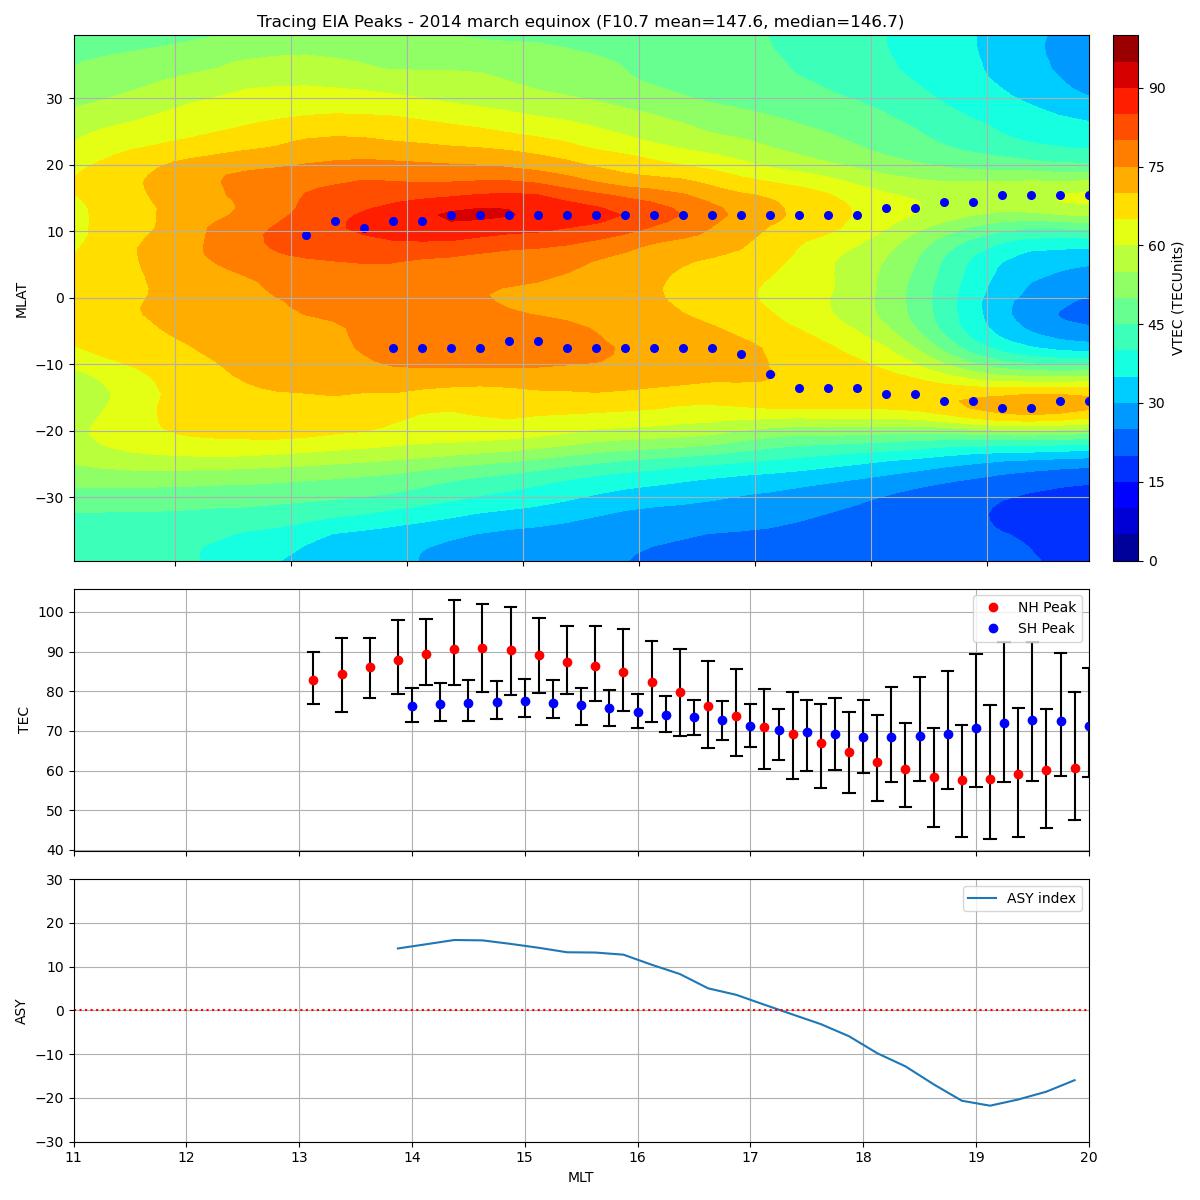 Tracing EIA Peaks - 2014 march equinox (F10.7 mean=147.6, median=146.7)
30
20
10
0
−10
−20
−30
MLAT
90
75
60
45
30
15
0
VTEC (TECUnits)
100
90
80
70
60
50
40
TEC
NH Peak
SH Peak
30
20
10
0
−10
−20
−30
ASY
ASY index
11 12 13 14 15 16 17 18 19 20
MLT